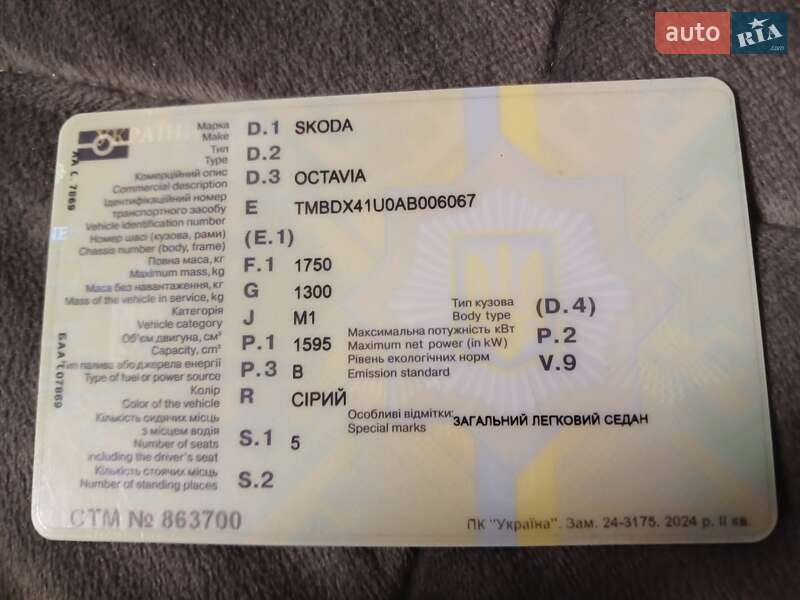 auto RIA.com
УКРАЇНА
Марка D.1 SKODA
Make
Тип D.2
Type
Комерційний опис D.3 OCTAVIA
Commercial description
Ідентифікаційний номер
транспортного засобу E TMBDX41U0AB006067
Vehicle identification number
Номер шасі (кузова, рами) (E.1)
Chassis number (body, frame)
Повна маса, кг F.1 1750
Maximum mass, kg
Маса без навантаження, кг G 1300
Mass of the vehicle in service, kg
Категорія J M1
Vehicle category
Об'єм двигуна, см³ P.1 1595
Capacity, cm³
Тип палива або джерела енергії P.3 B
Type of fuel or power source
Колір R СІРИЙ
Color of the vehicle
Кількість сидячих місць
з місцем водія S.1 5
Number of seats
including the driver's seat
Кількість стоячих місць S.2
Number of standing places
Тип кузова (D.4)
Body type
Максимальна потужність кВт P.2
Maximum net power (in kW)
Рівень екологічних норм V.9
Emission standard
Особливі відмітки: ЗАГАЛЬНИЙ ЛЕГКОВИЙ СЕДАН
Special marks
СТМ № 863700
ПК "Україна". Зам. 24-3175. 2024 р. II кв.